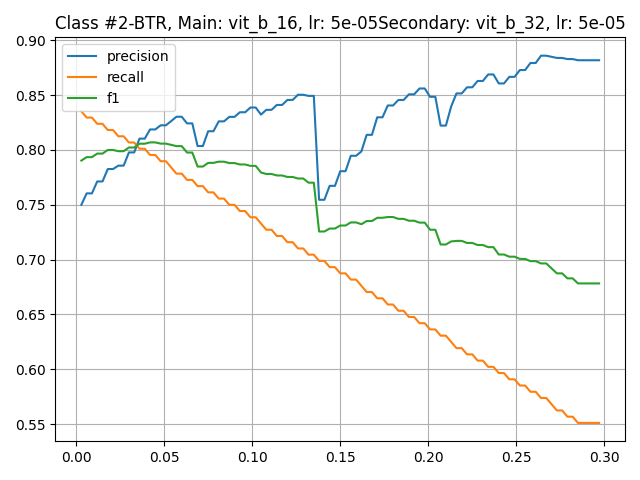 Class #2-BTR, Main: vit_b_16, lr: 5e-05Secondary: vit_b_32, lr: 5e-05
0.90
0.85
0.80
0.75
0.70
0.65
0.60
0.55
precision
recall
f1
0.00 0.05 0.10 0.15 0.20 0.25 0.30